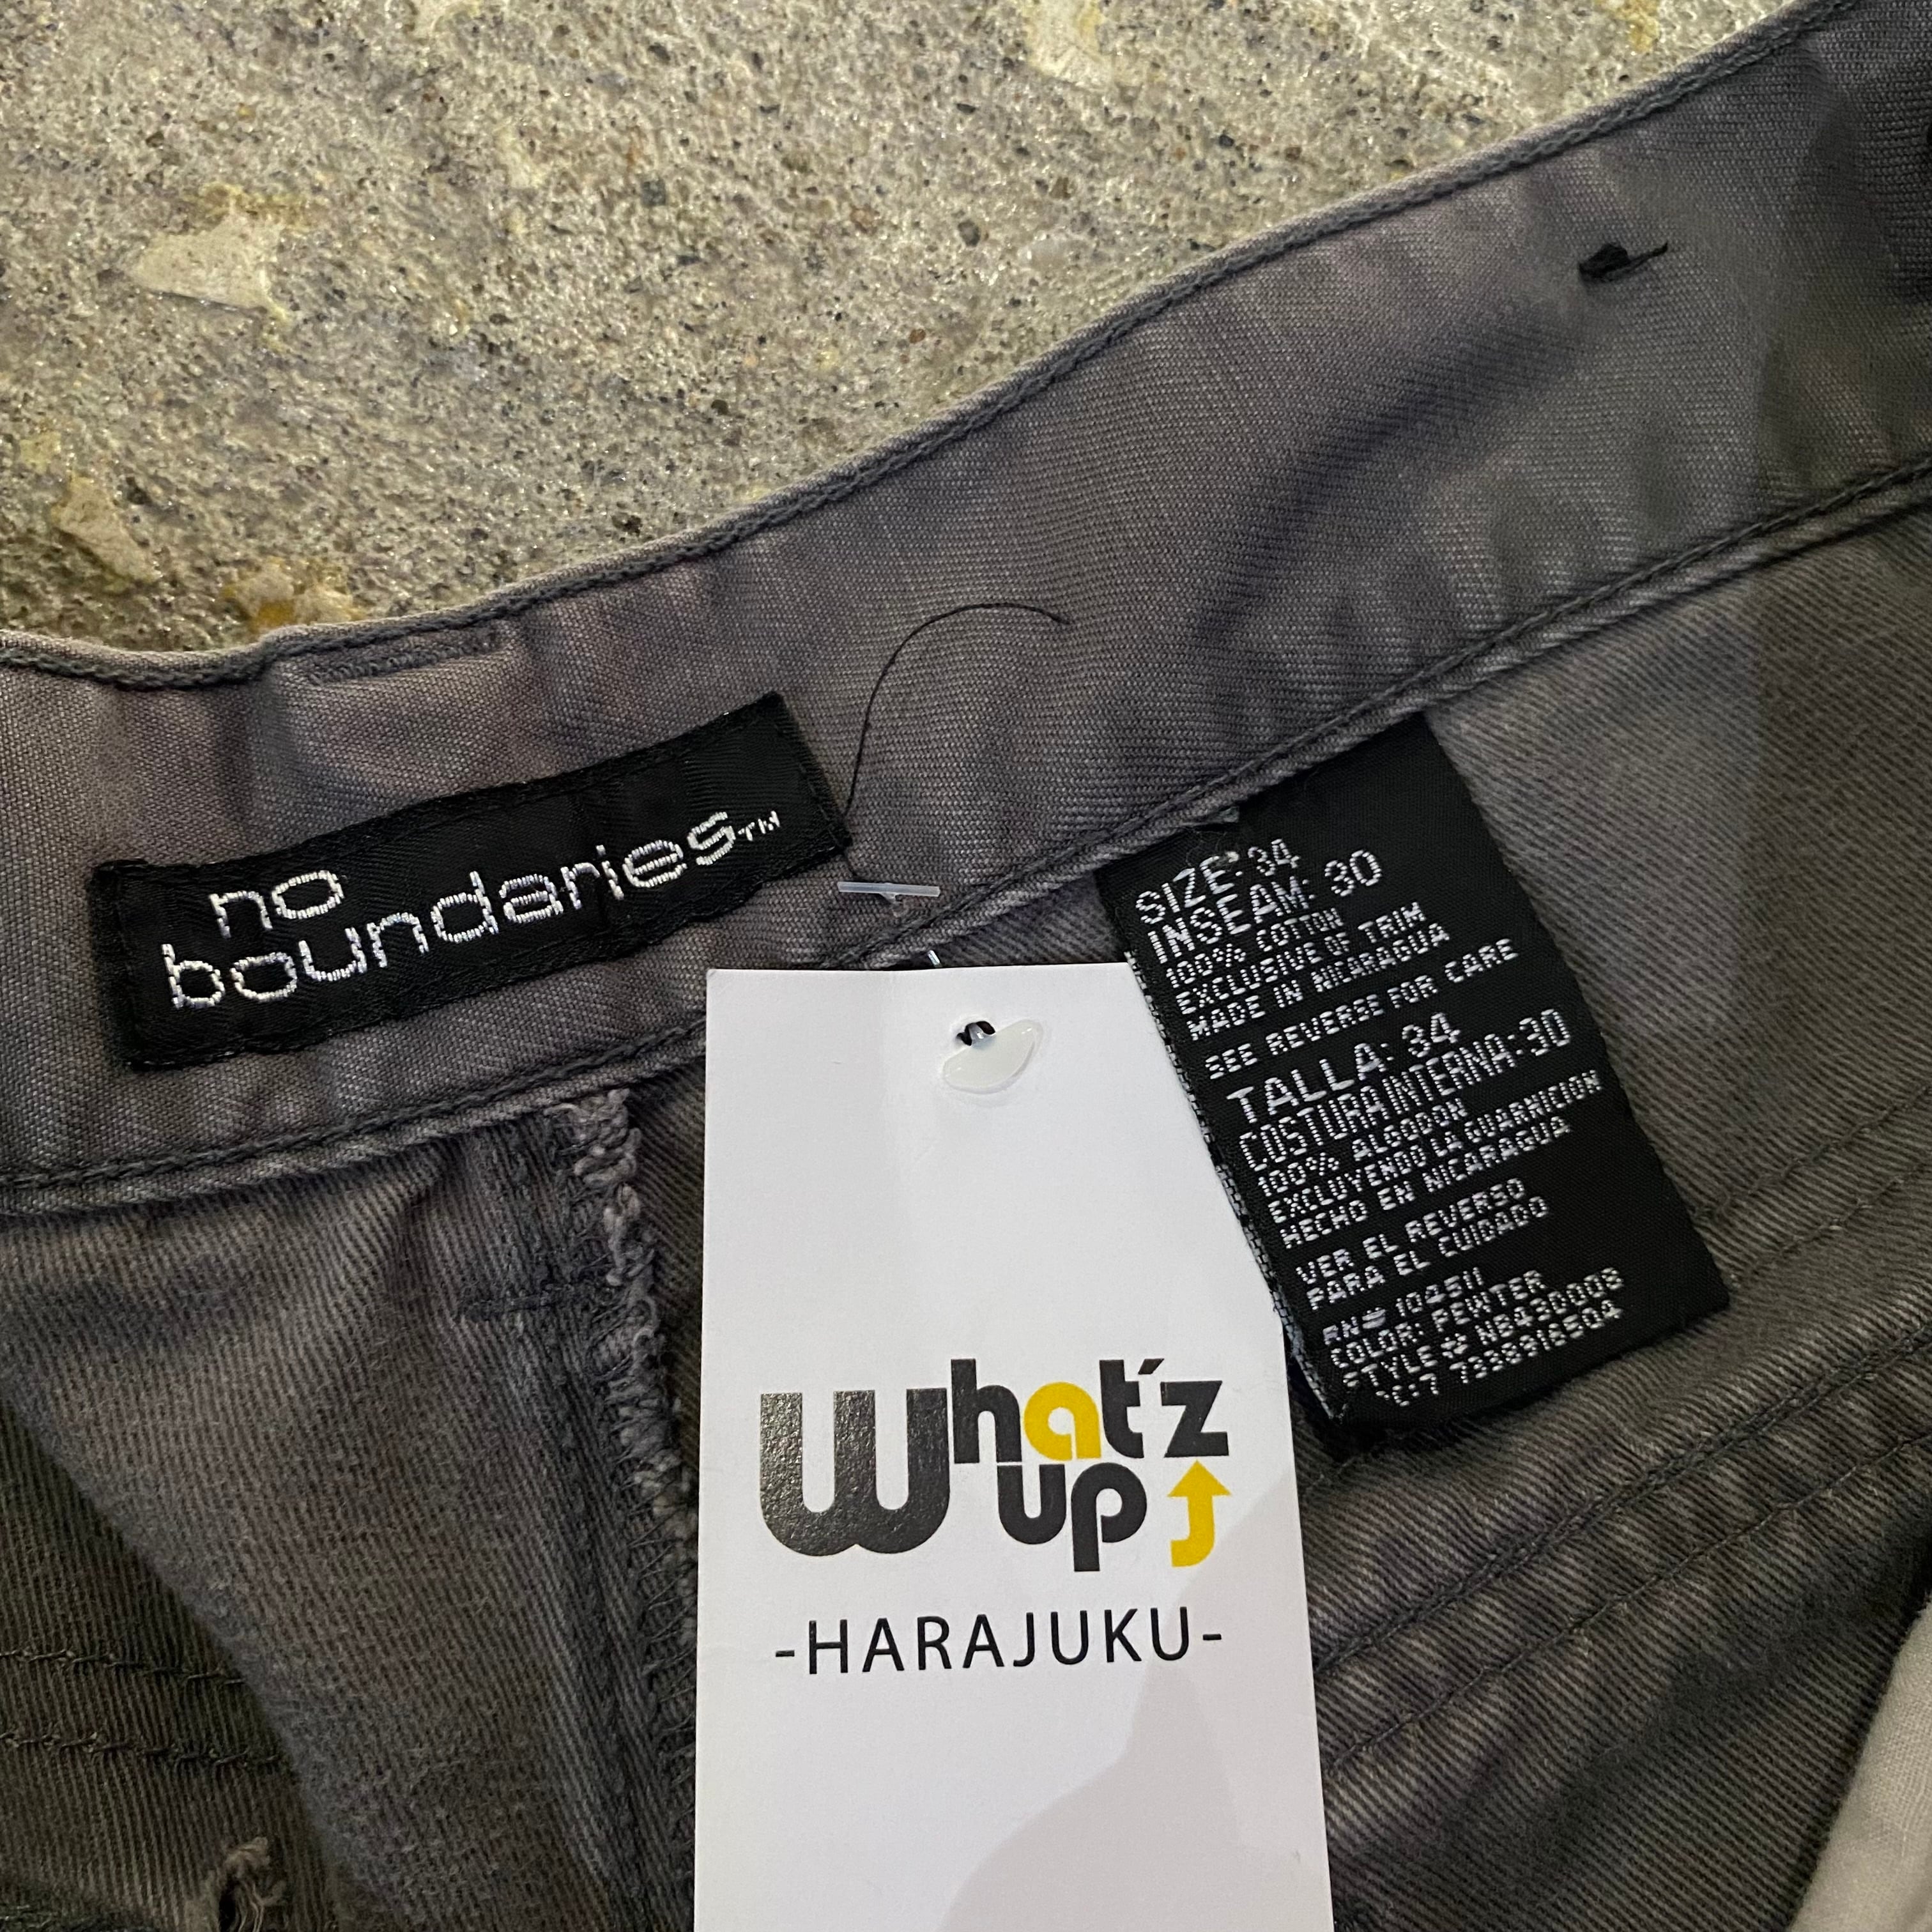 no
boundaries™
SIZE: 34
INSEAM: 30
100% COTTON
EXCLUSIVE OF TRIM
MADE IN NICARAGUA
SEE REVERSE FOR CARE
TALLA: 34
COSTURA INTERNA: 30
100% ALGODON
EXCLUYENDO LA GUARNICION
HECHO EN NICARAGUA
VER EL REVERSO
PARA EL CUIDADO
COLOR: PEWTER
STYLE #
What'z
up
-HARAJUKU-